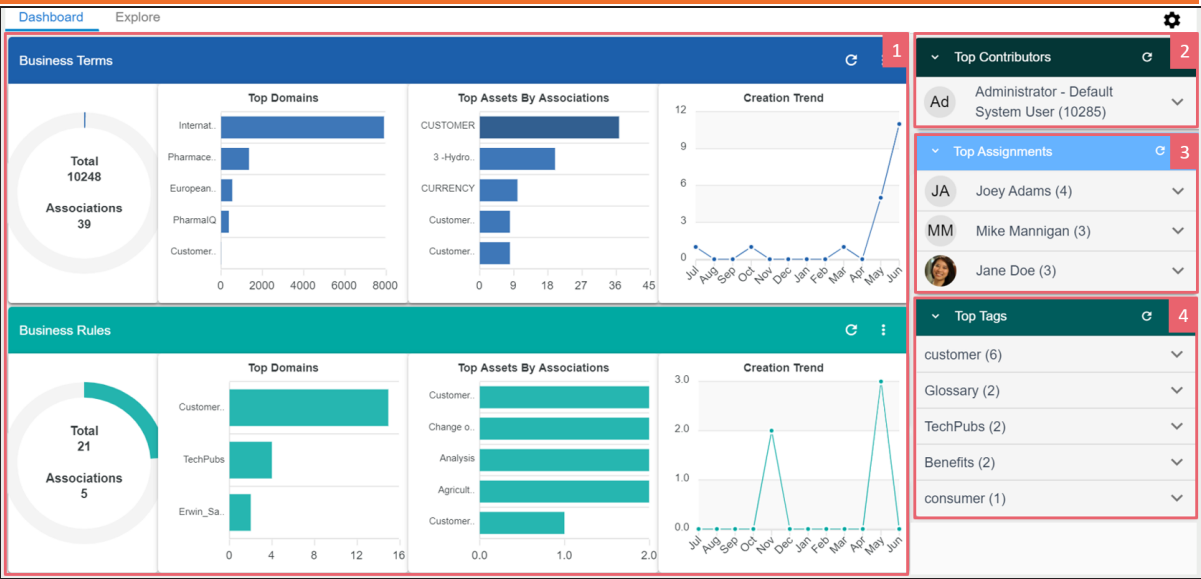 Dashboard Explore
Business Terms
1
Total
10248
Associations
39
Top Domains
Internat..
Pharmace..
European..
PharmaIQ
Customer..
0 2000 4000 6000 8000
Top Assets By Associations
CUSTOMER
3 -Hydro..
CURRENCY
Customer..
Customer..
0 9 18 27 36 45
Creation Trend
12
9
6
3
0
Jul Aug Sep Oct Nov Dec Jan Feb Mar Apr May Jun
Business Rules
Total
21
Associations
5
Top Domains
Customer..
TechPubs
Erwin_Sa..
0 4 8 12 16
Top Assets By Associations
Customer..
Change o..
Analysis
Agricult..
Customer..
0.0 1.0 2.0
Creation Trend
3.0
2.0
1.0
0.0
Jul Aug Sep Oct Nov Dec Jan Feb Mar Apr May Jun
Top Contributors
2
Ad
Administrator - Default
System User (10285)
Top Assignments
3
JA Joey Adams (4)
MM Mike Mannigan (3)
Jane Doe (3)
Top Tags
4
customer (6)
Glossary (2)
TechPubs (2)
Benefits (2)
consumer (1)